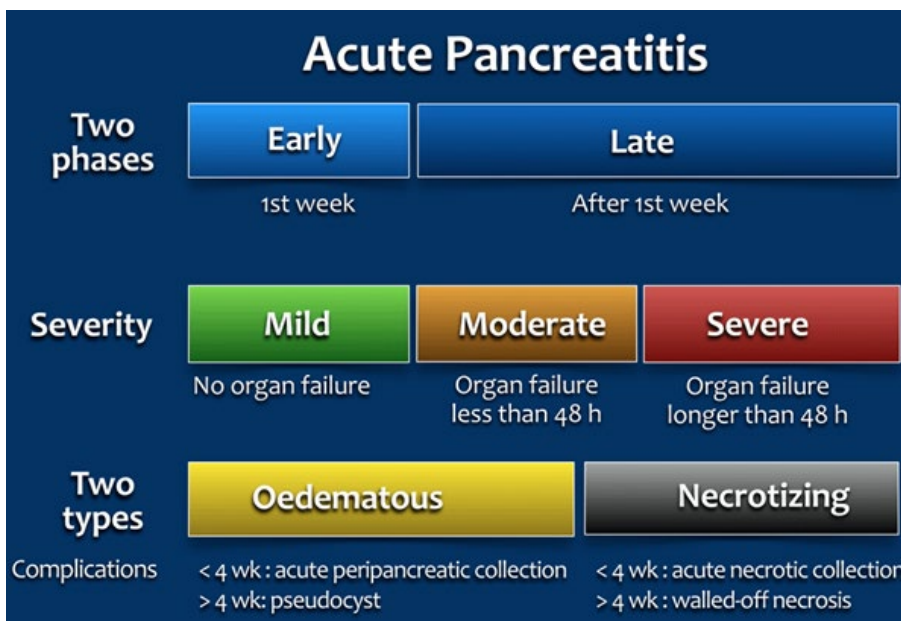 Acute Pancreatitis
Two
phases
Early
Late
1st week
After 1st week
Severity
Mild
Moderate
Severe
No organ failure
Organ failure
less than 48 h
Organ failure
longer than 48 h
Two
types
Oedematous
Necrotizing
Complications
< 4 wk : acute peripancreatic collection
> 4 wk: pseudocyst
< 4 wk : acute necrotic collection
> 4 wk : walled-off necrosis